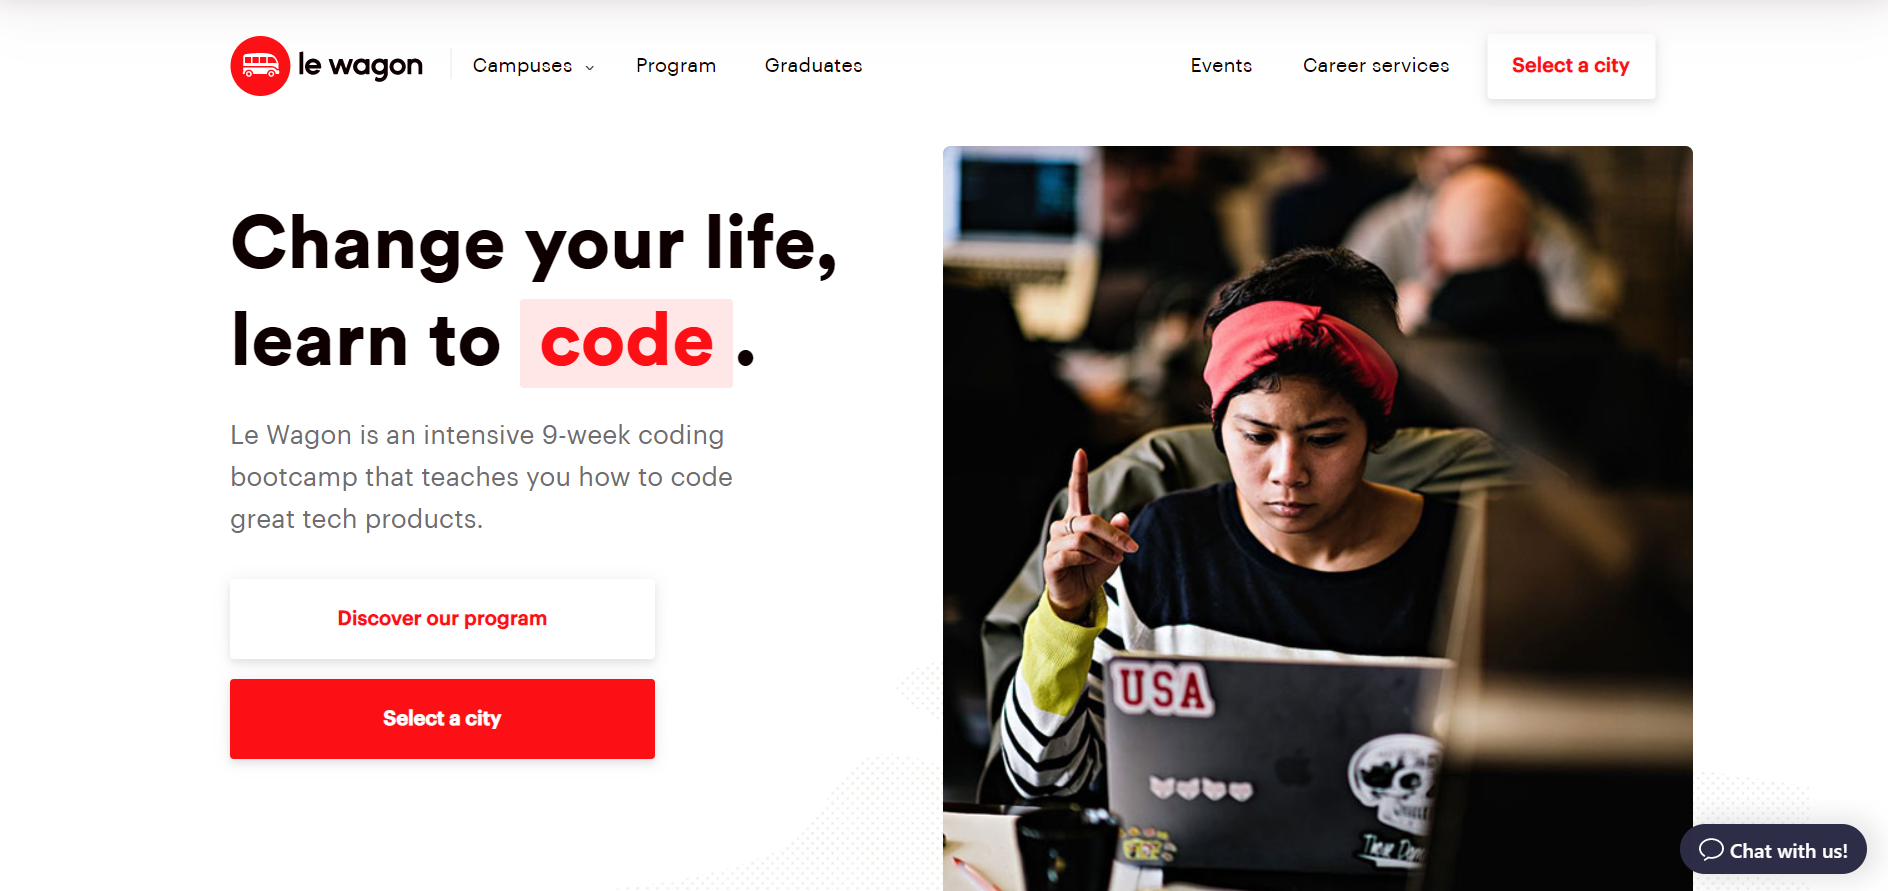 le wagon
Campuses
Program
Graduates
Events
Career services
Select a city
Change your life,
learn to code.
Le Wagon is an intensive 9-week coding
bootcamp that teaches you how to code
great tech products.
Discover our program
Select a city
USA
Chat with us!